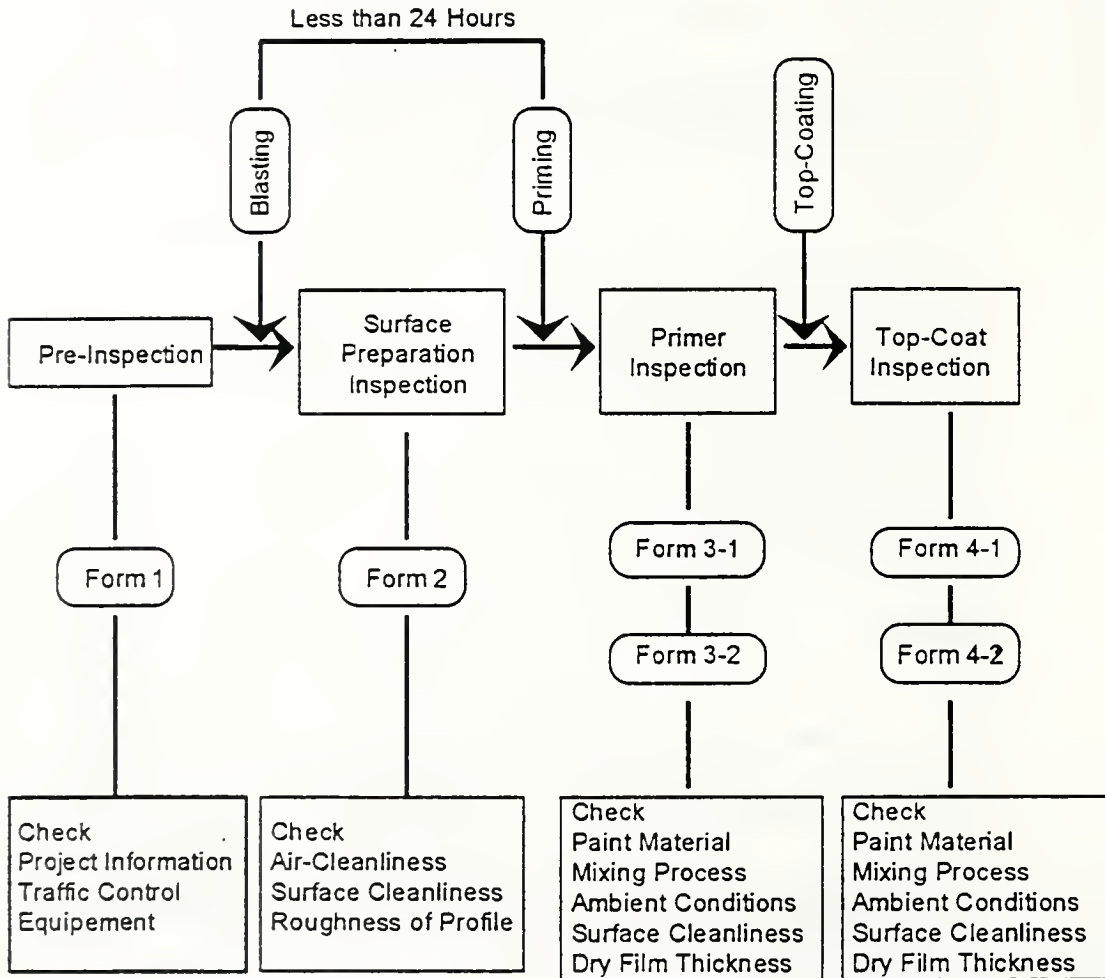 Less than 24 Hours
Blasting
Priming
Top-Coating
Pre-Inspection
Surface
Preparation
Inspection
Primer
Inspection
Top-Coat
Inspection
Form 1
Form 2
Form 3-1
Form 3-2
Form 4-1
Form 4-2
Check
Project Information
Traffic Control
Equipement
Check
Air-Cleanliness
Surface Cleanliness
Roughness of Profile
Check
Paint Material
Mixing Process
Ambient Conditions
Surface Cleanliness
Dry Film Thickness
Check
Paint Material
Mixing Process
Ambient Conditions
Surface Cleanliness
Dry Film Thickness